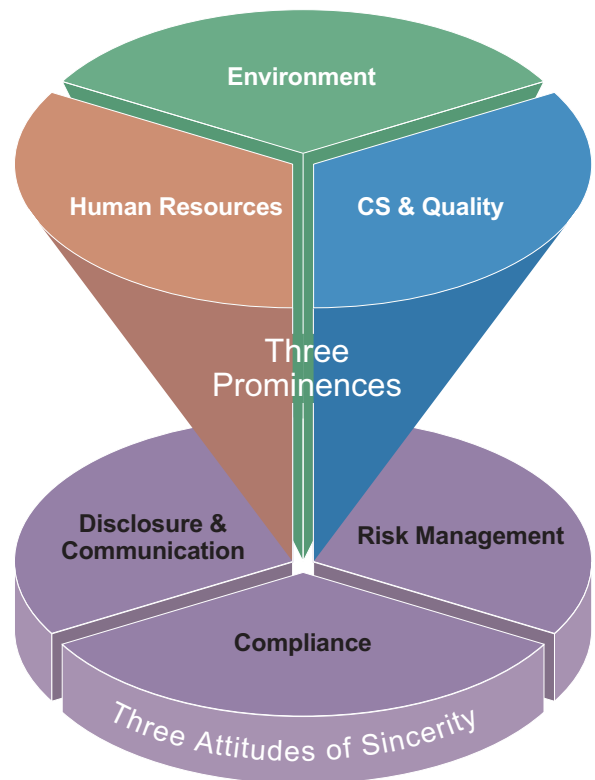 Environment
Human Resources
CS & Quality
Three
Prominences
Disclosure &
Communication
Risk Management
Compliance
Three Attitudes of Sincerity